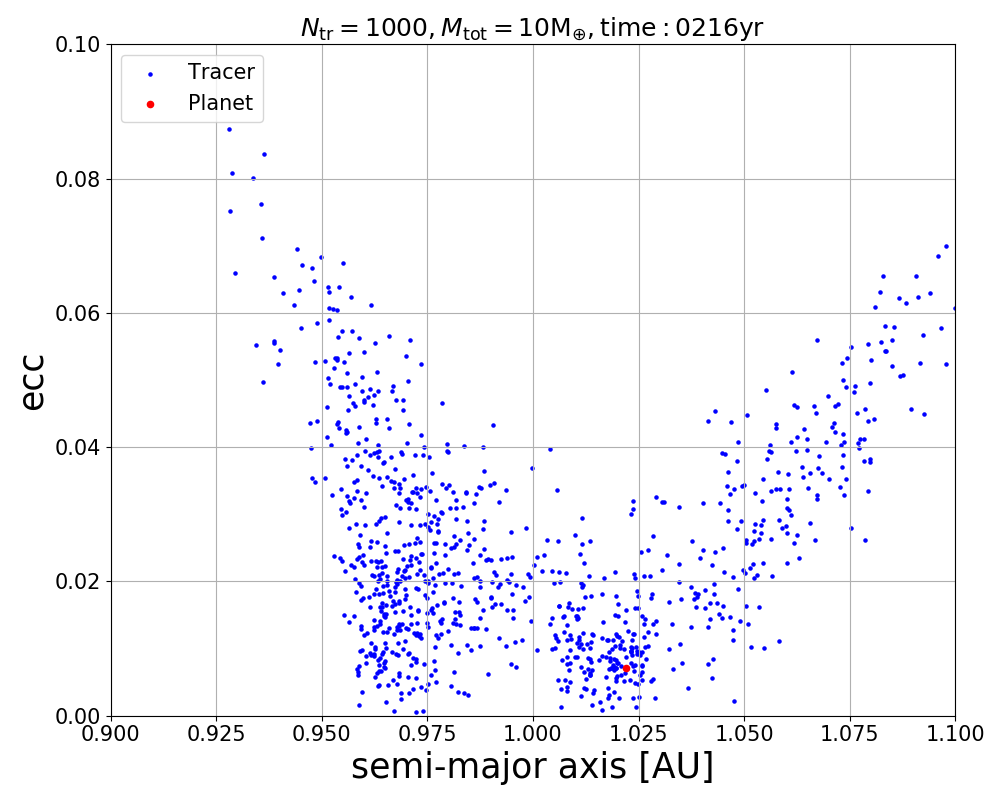 N_tr = 1000, M_tot = 10M_⊕, time : 0216yr
Tracer
Planet
0.10
0.08
0.06
0.04
0.02
0.00
ecc
0.900 0.925 0.950 0.975 1.000 1.025 1.050 1.075 1.100
semi-major axis [AU]